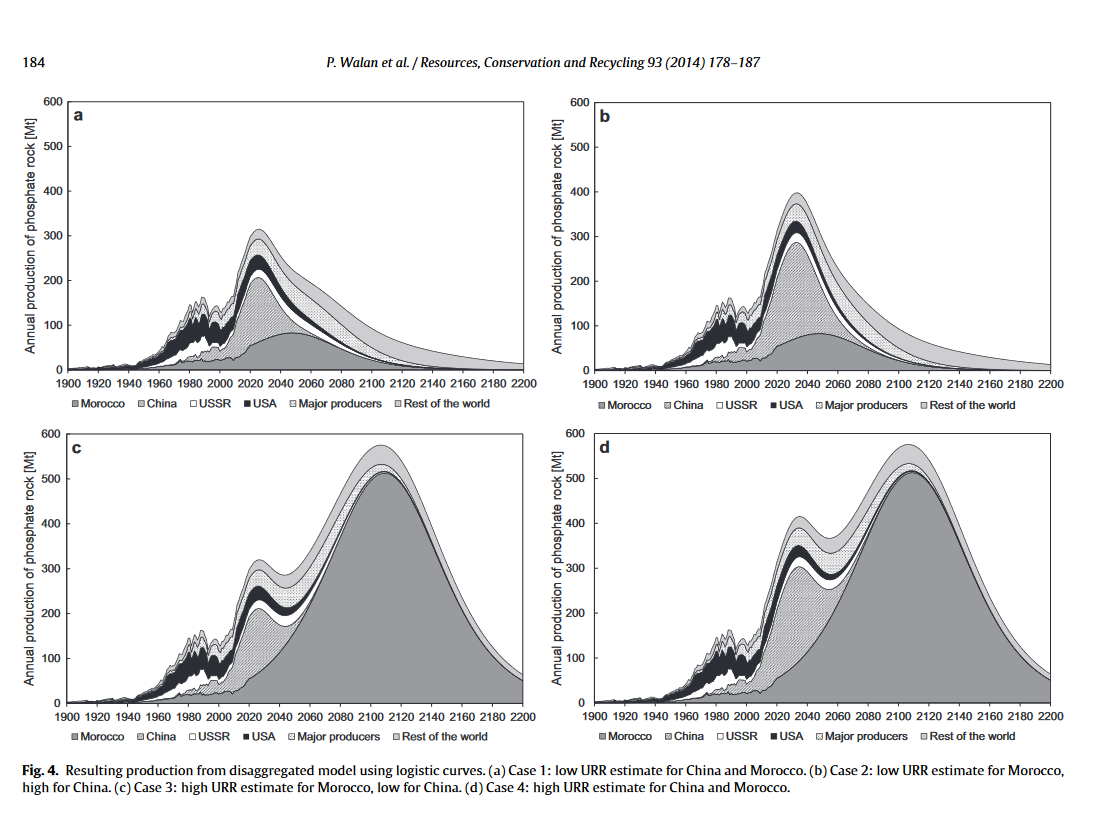 184
P. Walan et al. / Resources, Conservation and Recycling 93 (2014) 178–187
a
Annual production of phosphate rock [Mt]
600
500
400
300
200
100
0
1900 1920 1940 1960 1980 2000 2020 2040 2060 2080 2100 2120 2140 2160 2180 2200
Morocco China USSR USA Major producers Rest of the world
b
Annual production of phosphate rock [Mt]
600
500
400
300
200
100
0
1900 1920 1940 1960 1980 2000 2020 2040 2060 2080 2100 2120 2140 2160 2180 2200
Morocco China USSR USA Major producers Rest of the world
c
Annual production of phosphate rock [Mt]
600
500
400
300
200
100
0
1900 1920 1940 1960 1980 2000 2020 2040 2060 2080 2100 2120 2140 2160 2180 2200
Morocco China USSR USA Major producers Rest of the world
d
Annual production of phosphate rock [Mt]
600
500
400
300
200
100
0
1900 1920 1940 1960 1980 2000 2020 2040 2060 2080 2100 2120 2140 2160 2180 2200
Morocco China USSR USA Major producers Rest of the world
Fig. 4. Resulting production from disaggregated model using logistic curves. (a) Case 1: low URR estimate for China and Morocco. (b) Case 2: low URR estimate for Morocco,
high for China. (c) Case 3: high URR estimate for Morocco, low for China. (d) Case 4: high URR estimate for China and Morocco.